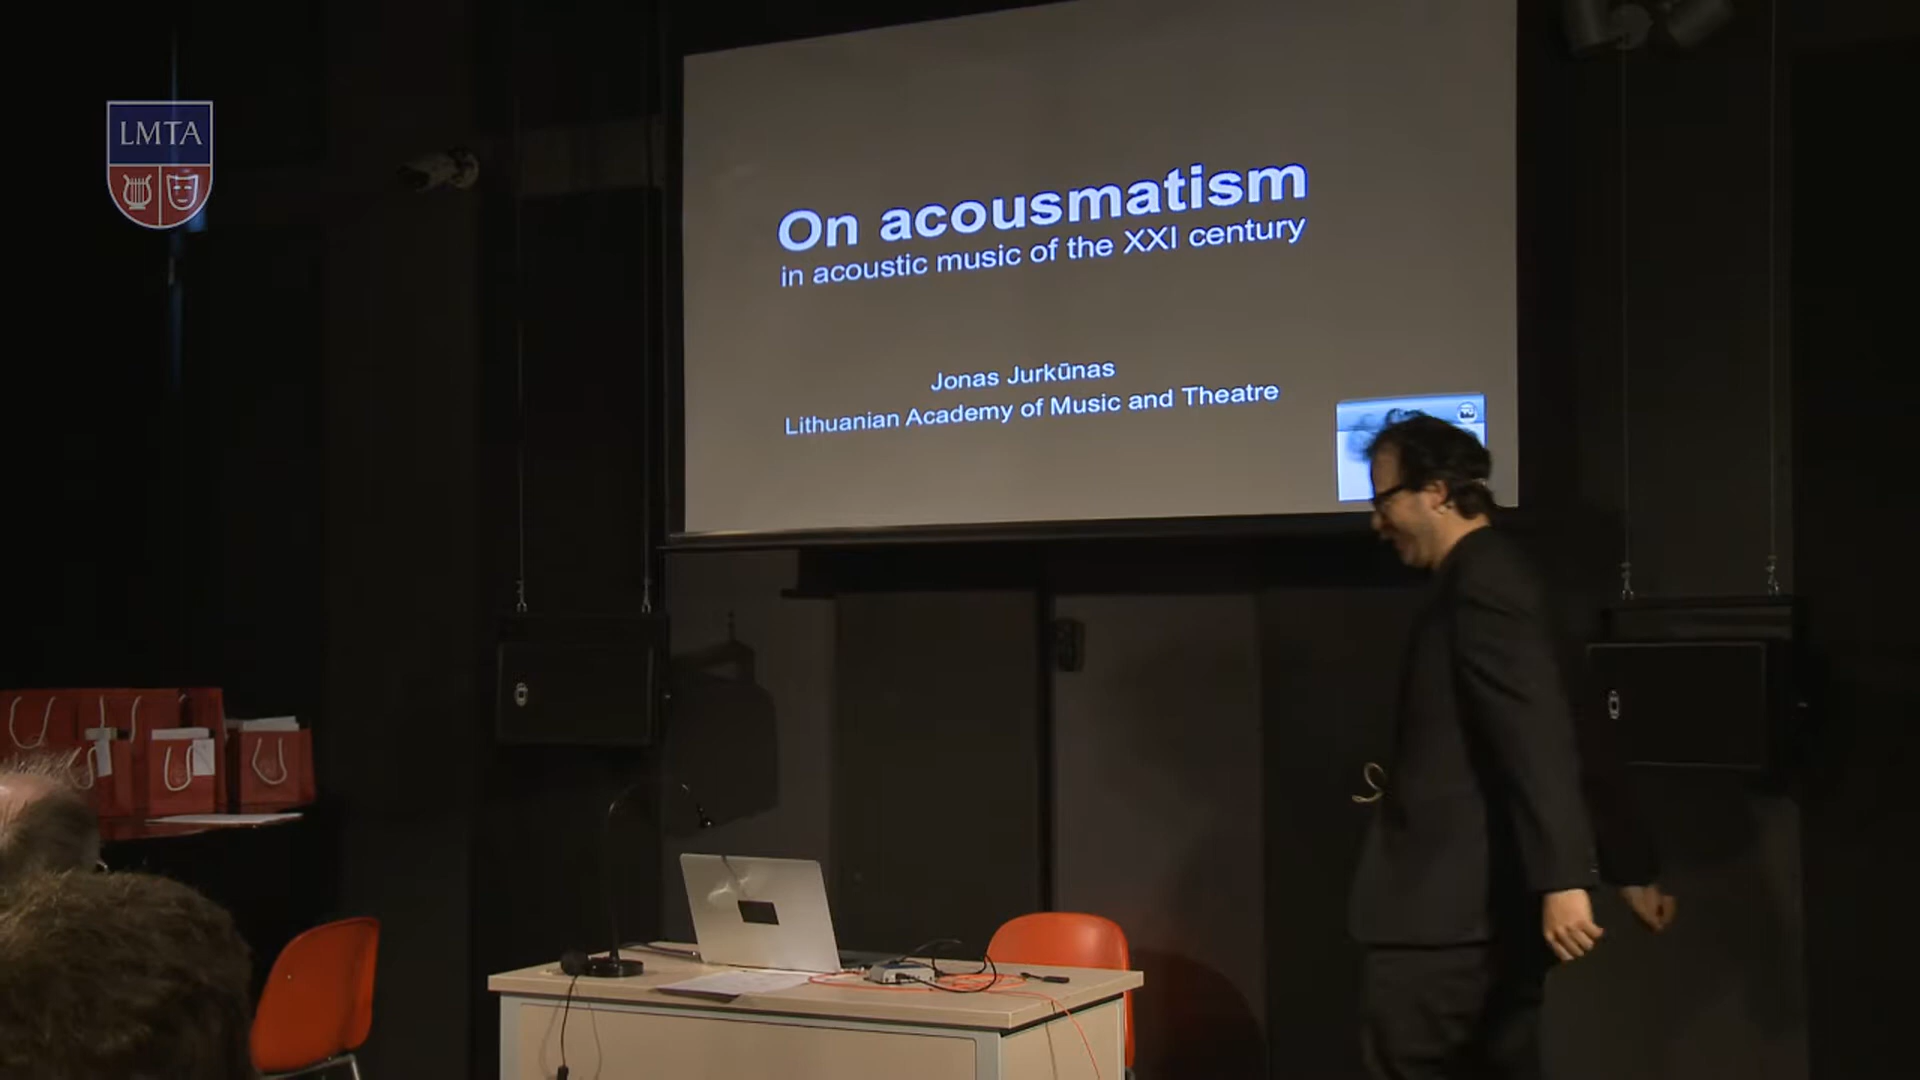 LMTA
On acousmatism
in acoustic music of the XXI century
Jonas Jurkūnas
Lithuanian Academy of Music and Theatre